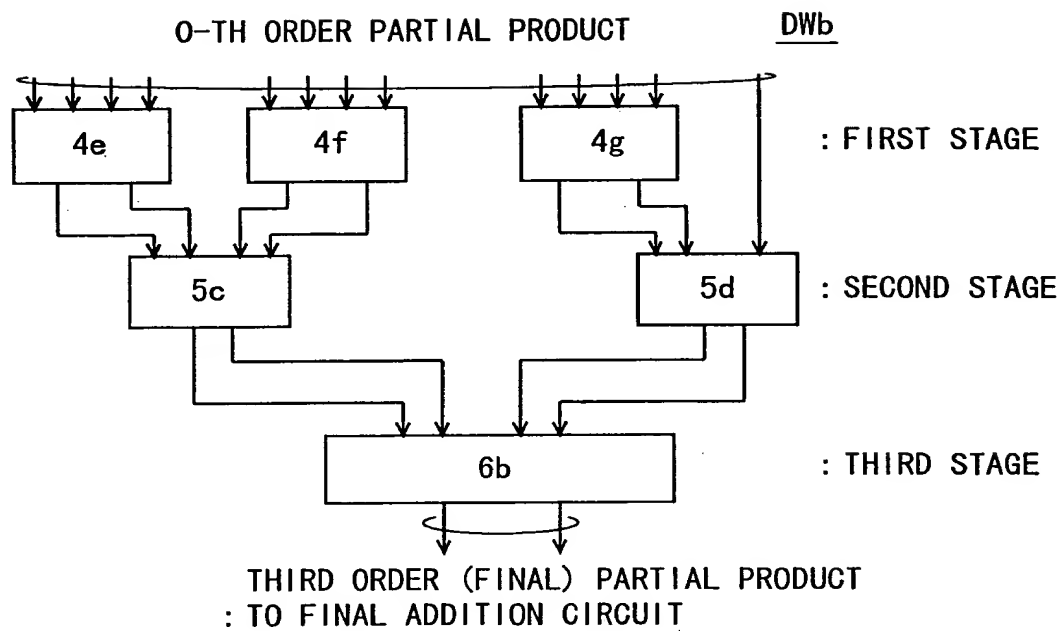 0-TH ORDER PARTIAL PRODUCT DWb
4e 4f 4g : FIRST STAGE
5c 5d : SECOND STAGE
6b : THIRD STAGE
THIRD ORDER (FINAL) PARTIAL PRODUCT
: TO FINAL ADDITION CIRCUIT